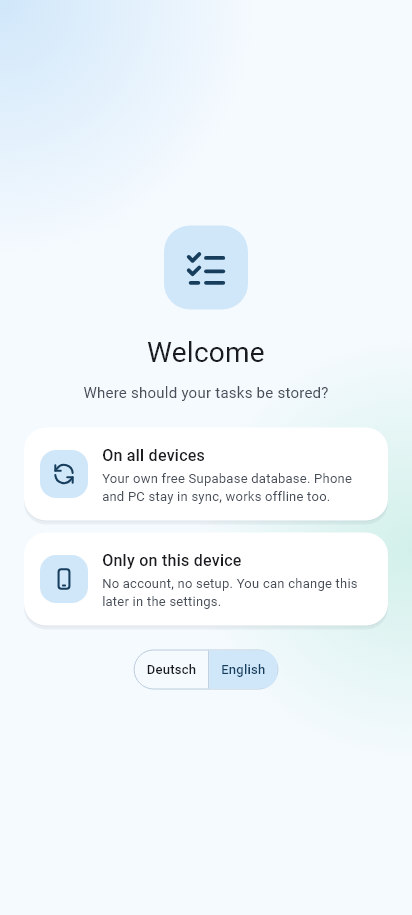 Welcome
Where should your tasks be stored?
On all devices
Your own free Supabase database. Phone
and PC stay in sync, works offline too.
Only on this device
No account, no setup. You can change this
later in the settings.
Deutsch English